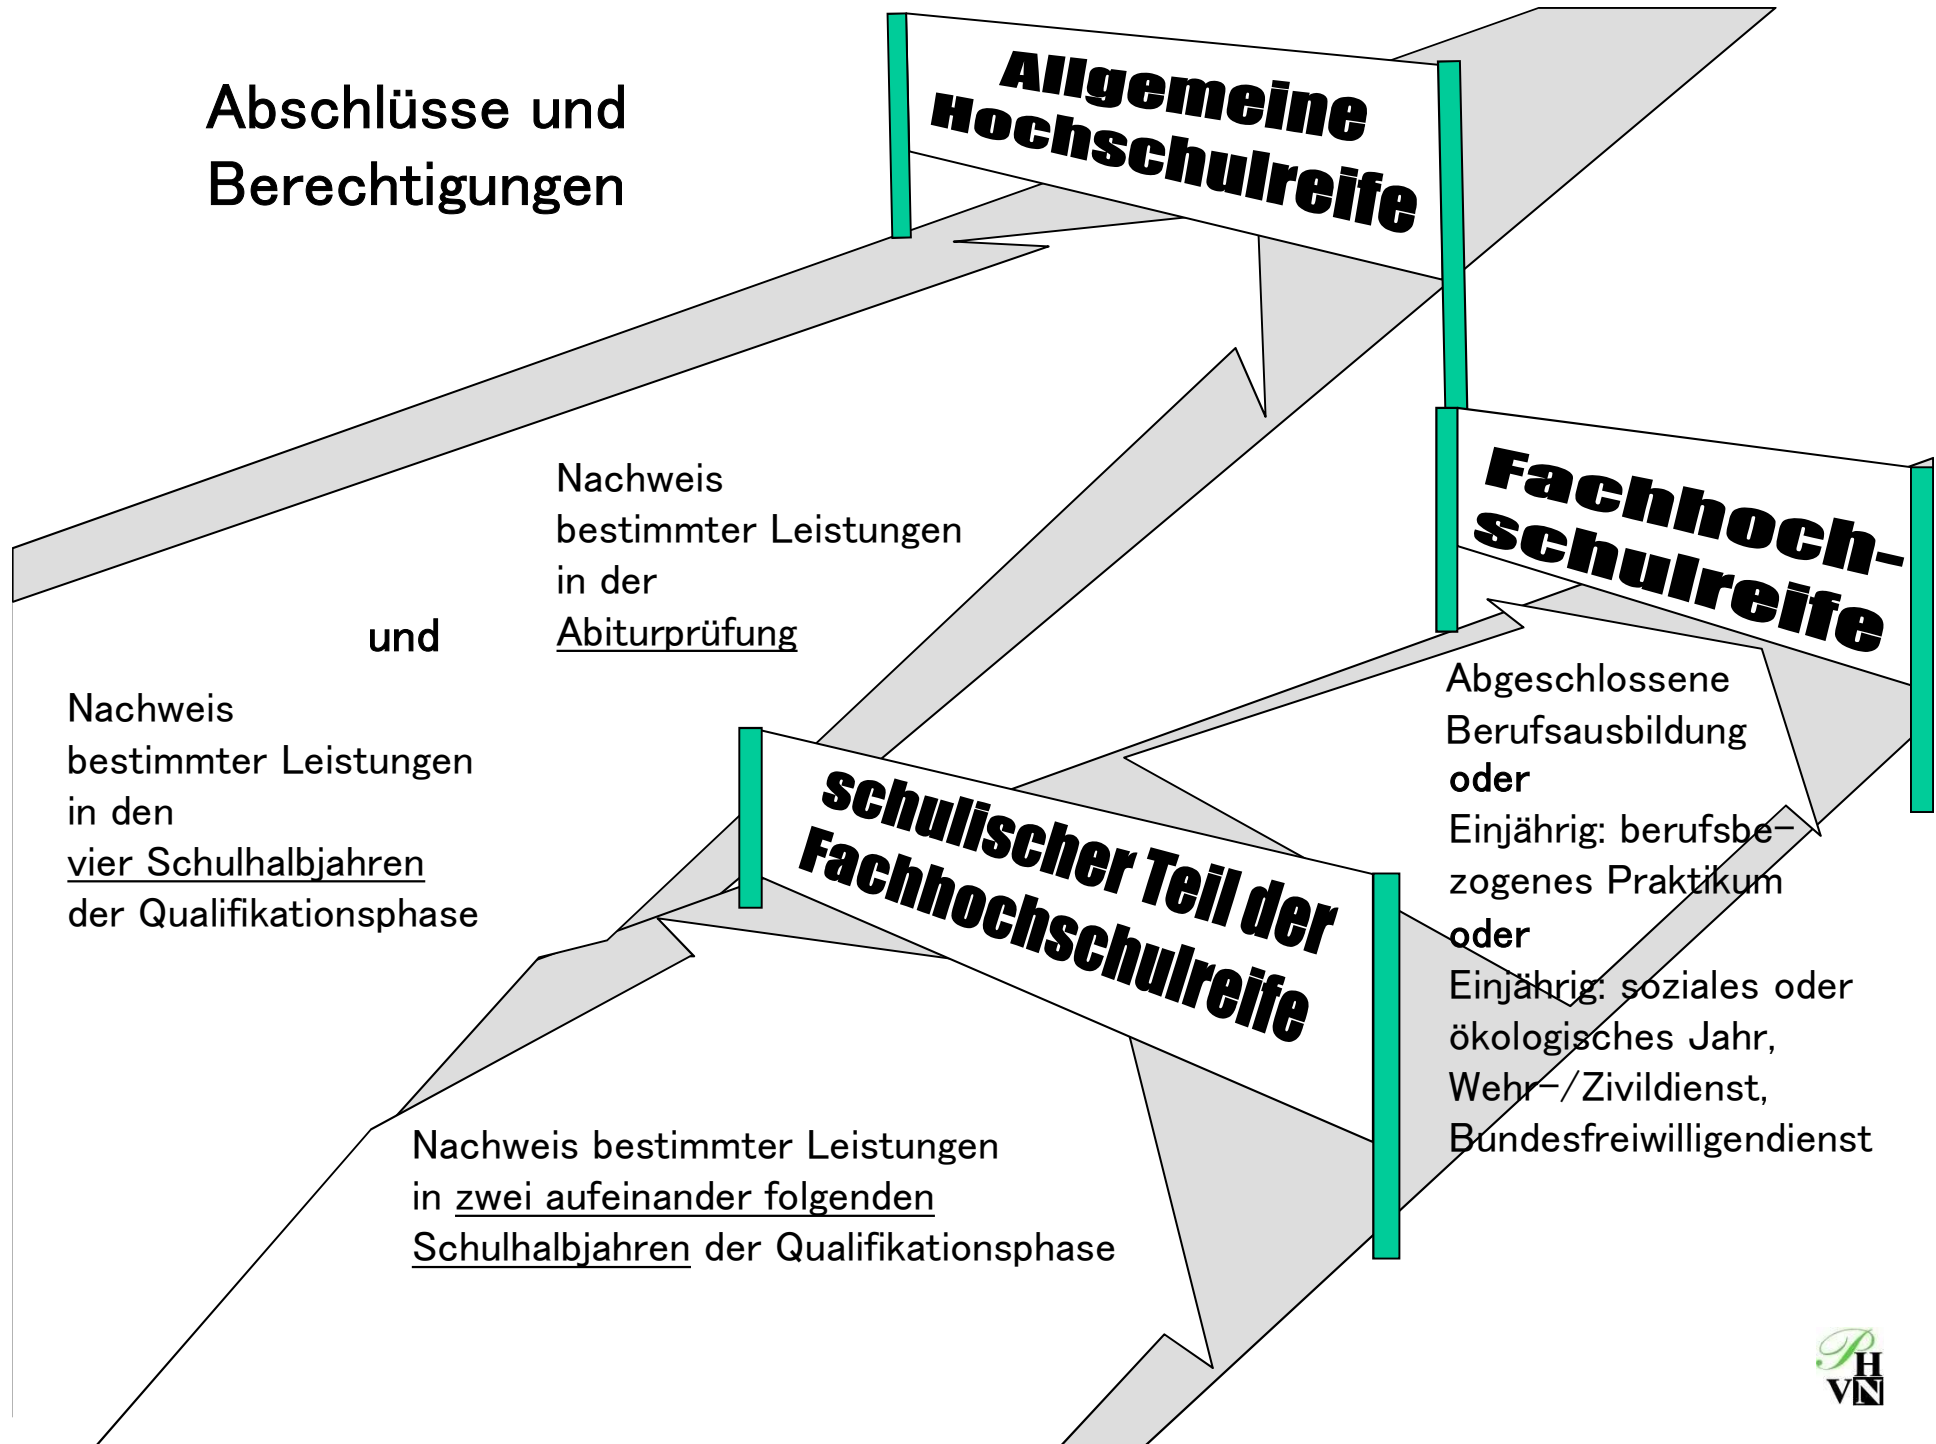 Abschlüsse und
Berechtigungen
Allgemeine
Hochschulreife
Fachhoch-
schulreife
Nachweis
bestimmter Leistungen
in der
Abiturprüfung
und
Nachweis
bestimmter Leistungen
in den
vier Schulhalbjahren
der Qualifikationsphase
schulischer Teil der
Fachhochschulreife
Abgeschlossene
Berufsausbildung
oder
Einjährig: berufsbe-
zogenes Praktikum
oder
Einjährig: soziales oder
ökologisches Jahr,
Wehr-/Zivildienst,
Bundesfreiwilligendienst
Nachweis bestimmter Leistungen
in zwei aufeinander folgenden
Schulhalbjahren der Qualifikationsphase
PH
VN